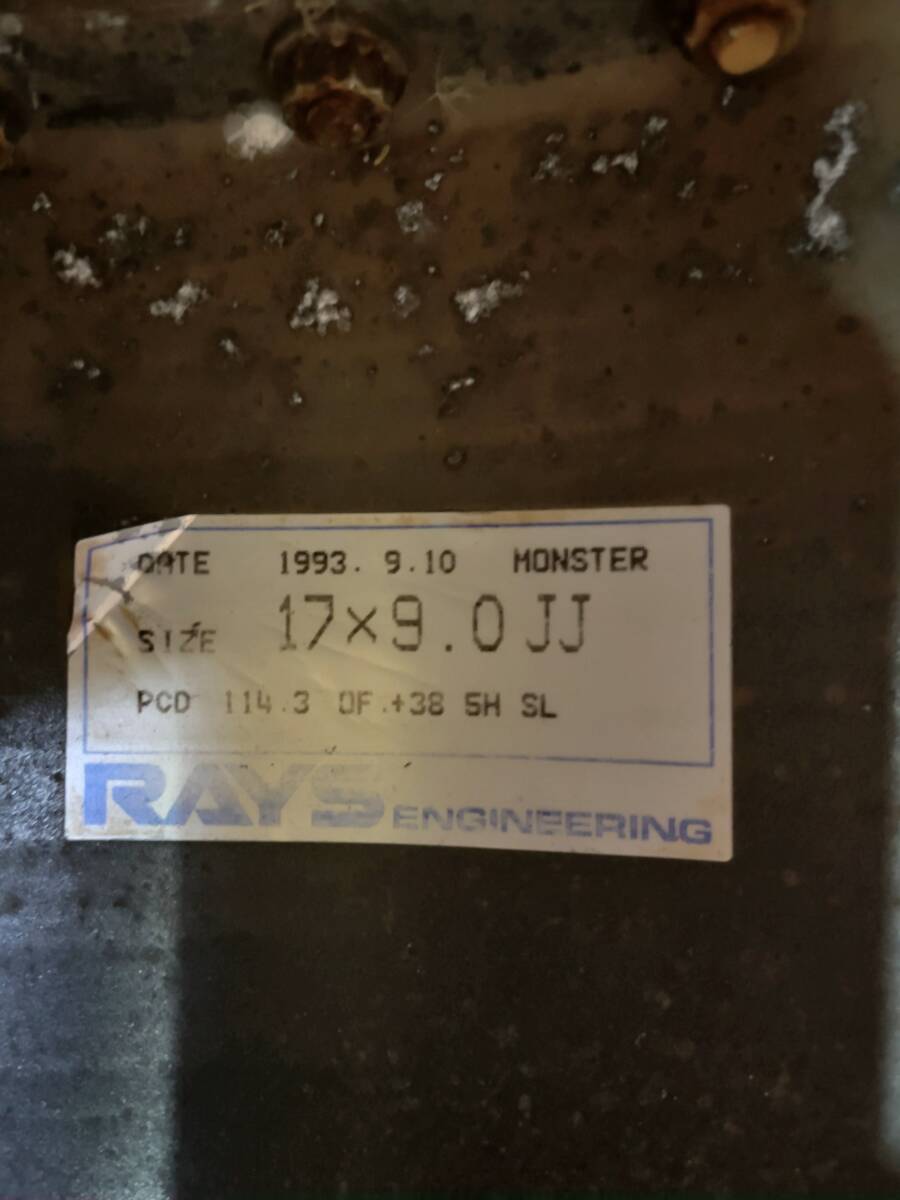 DATE 1993. 9.10 MONSTER
SIZE 17×9.0JJ
PCD 114.3 OF.+38 5H SL
RAYS ENGINEERING